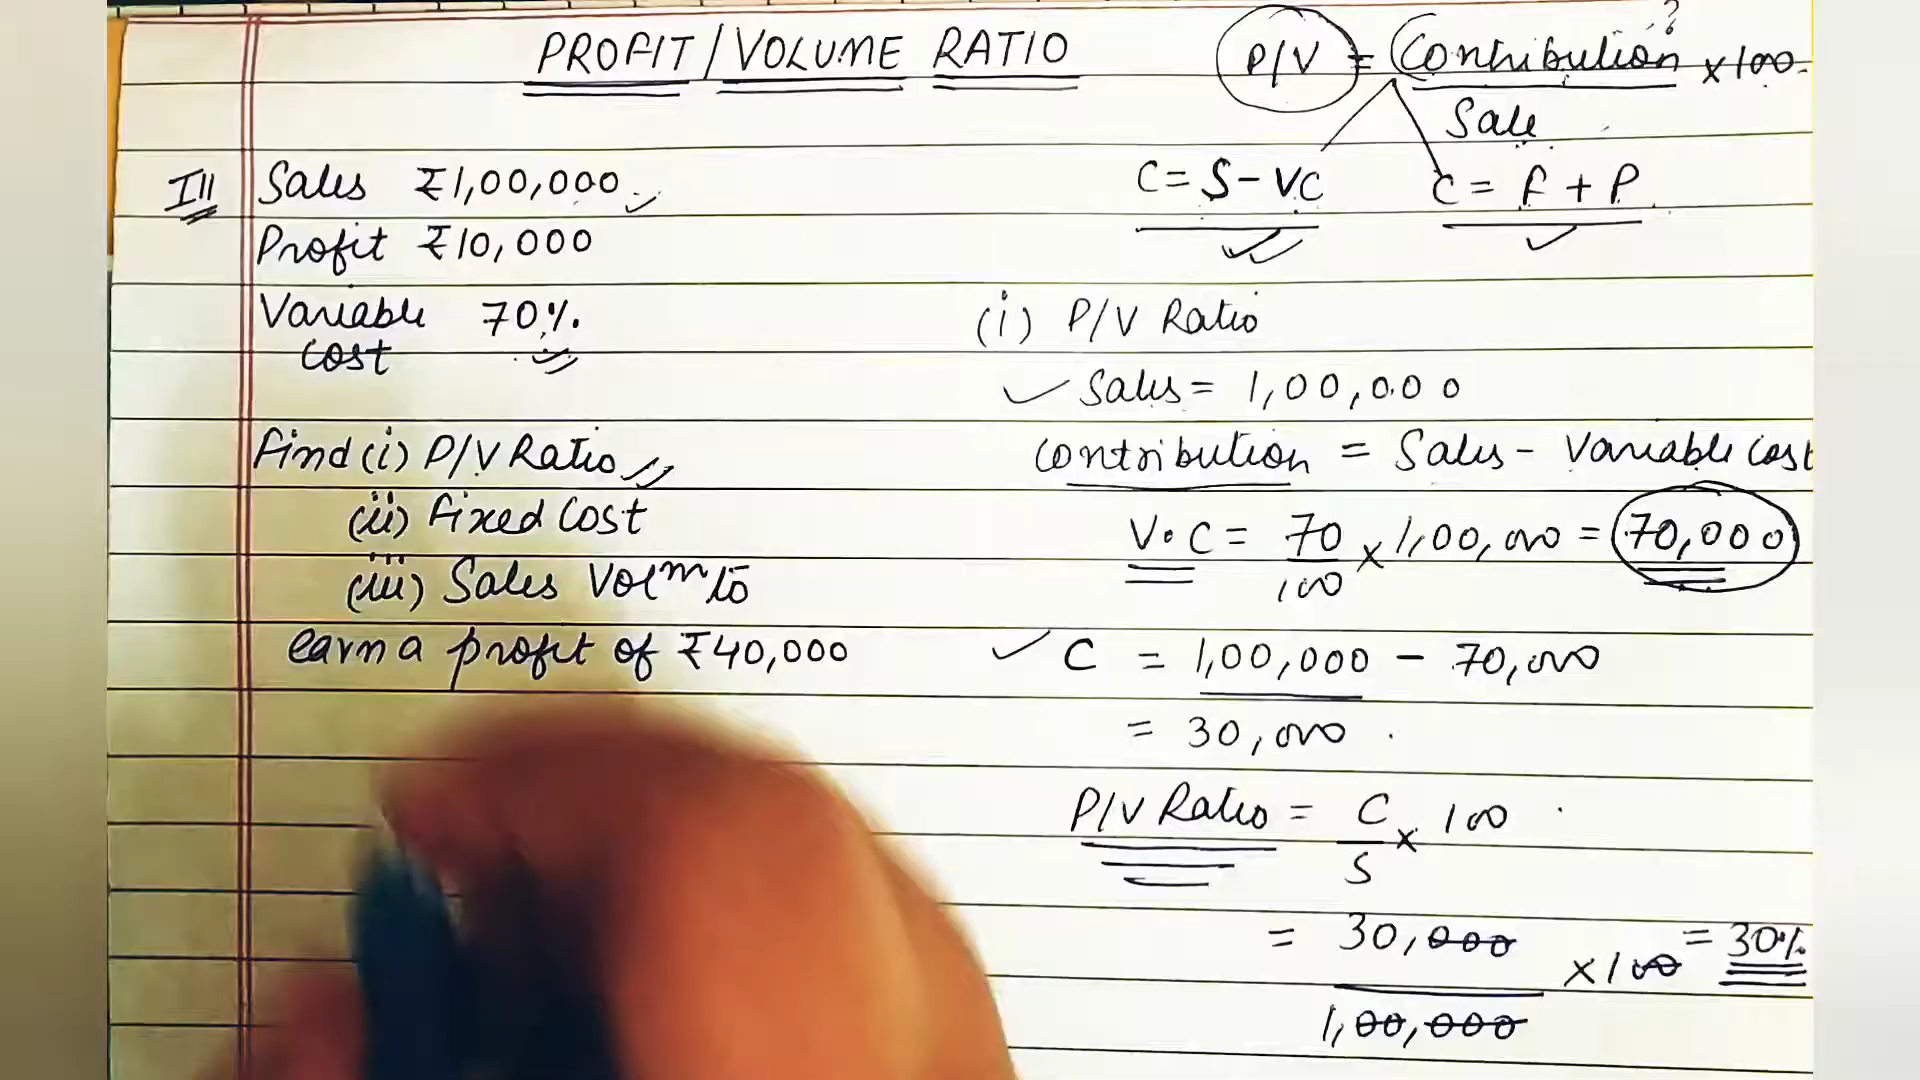 PROFIT/VOLUME RATIO
P/V = Contribution? x 100.
Sale
C = S - VC
C = F + P
III Sales ₹1,00,000
Profit ₹10,000
Variable 70%
cost
Find (i) P/V Ratio
(ii) Fixed Cost
(iii) Sales Volm to
earn a profit of ₹40,000
(i) P/V Ratio
Sales = 1,00,000
Contribution = Sales - Variable Cost
V.C = 70/100 x 1,00,000 = 70,000
C = 1,00,000 - 70,000
= 30,000
P/V Ratio = C/S x 100
= 30,000/1,00,000 x 100 = 30%